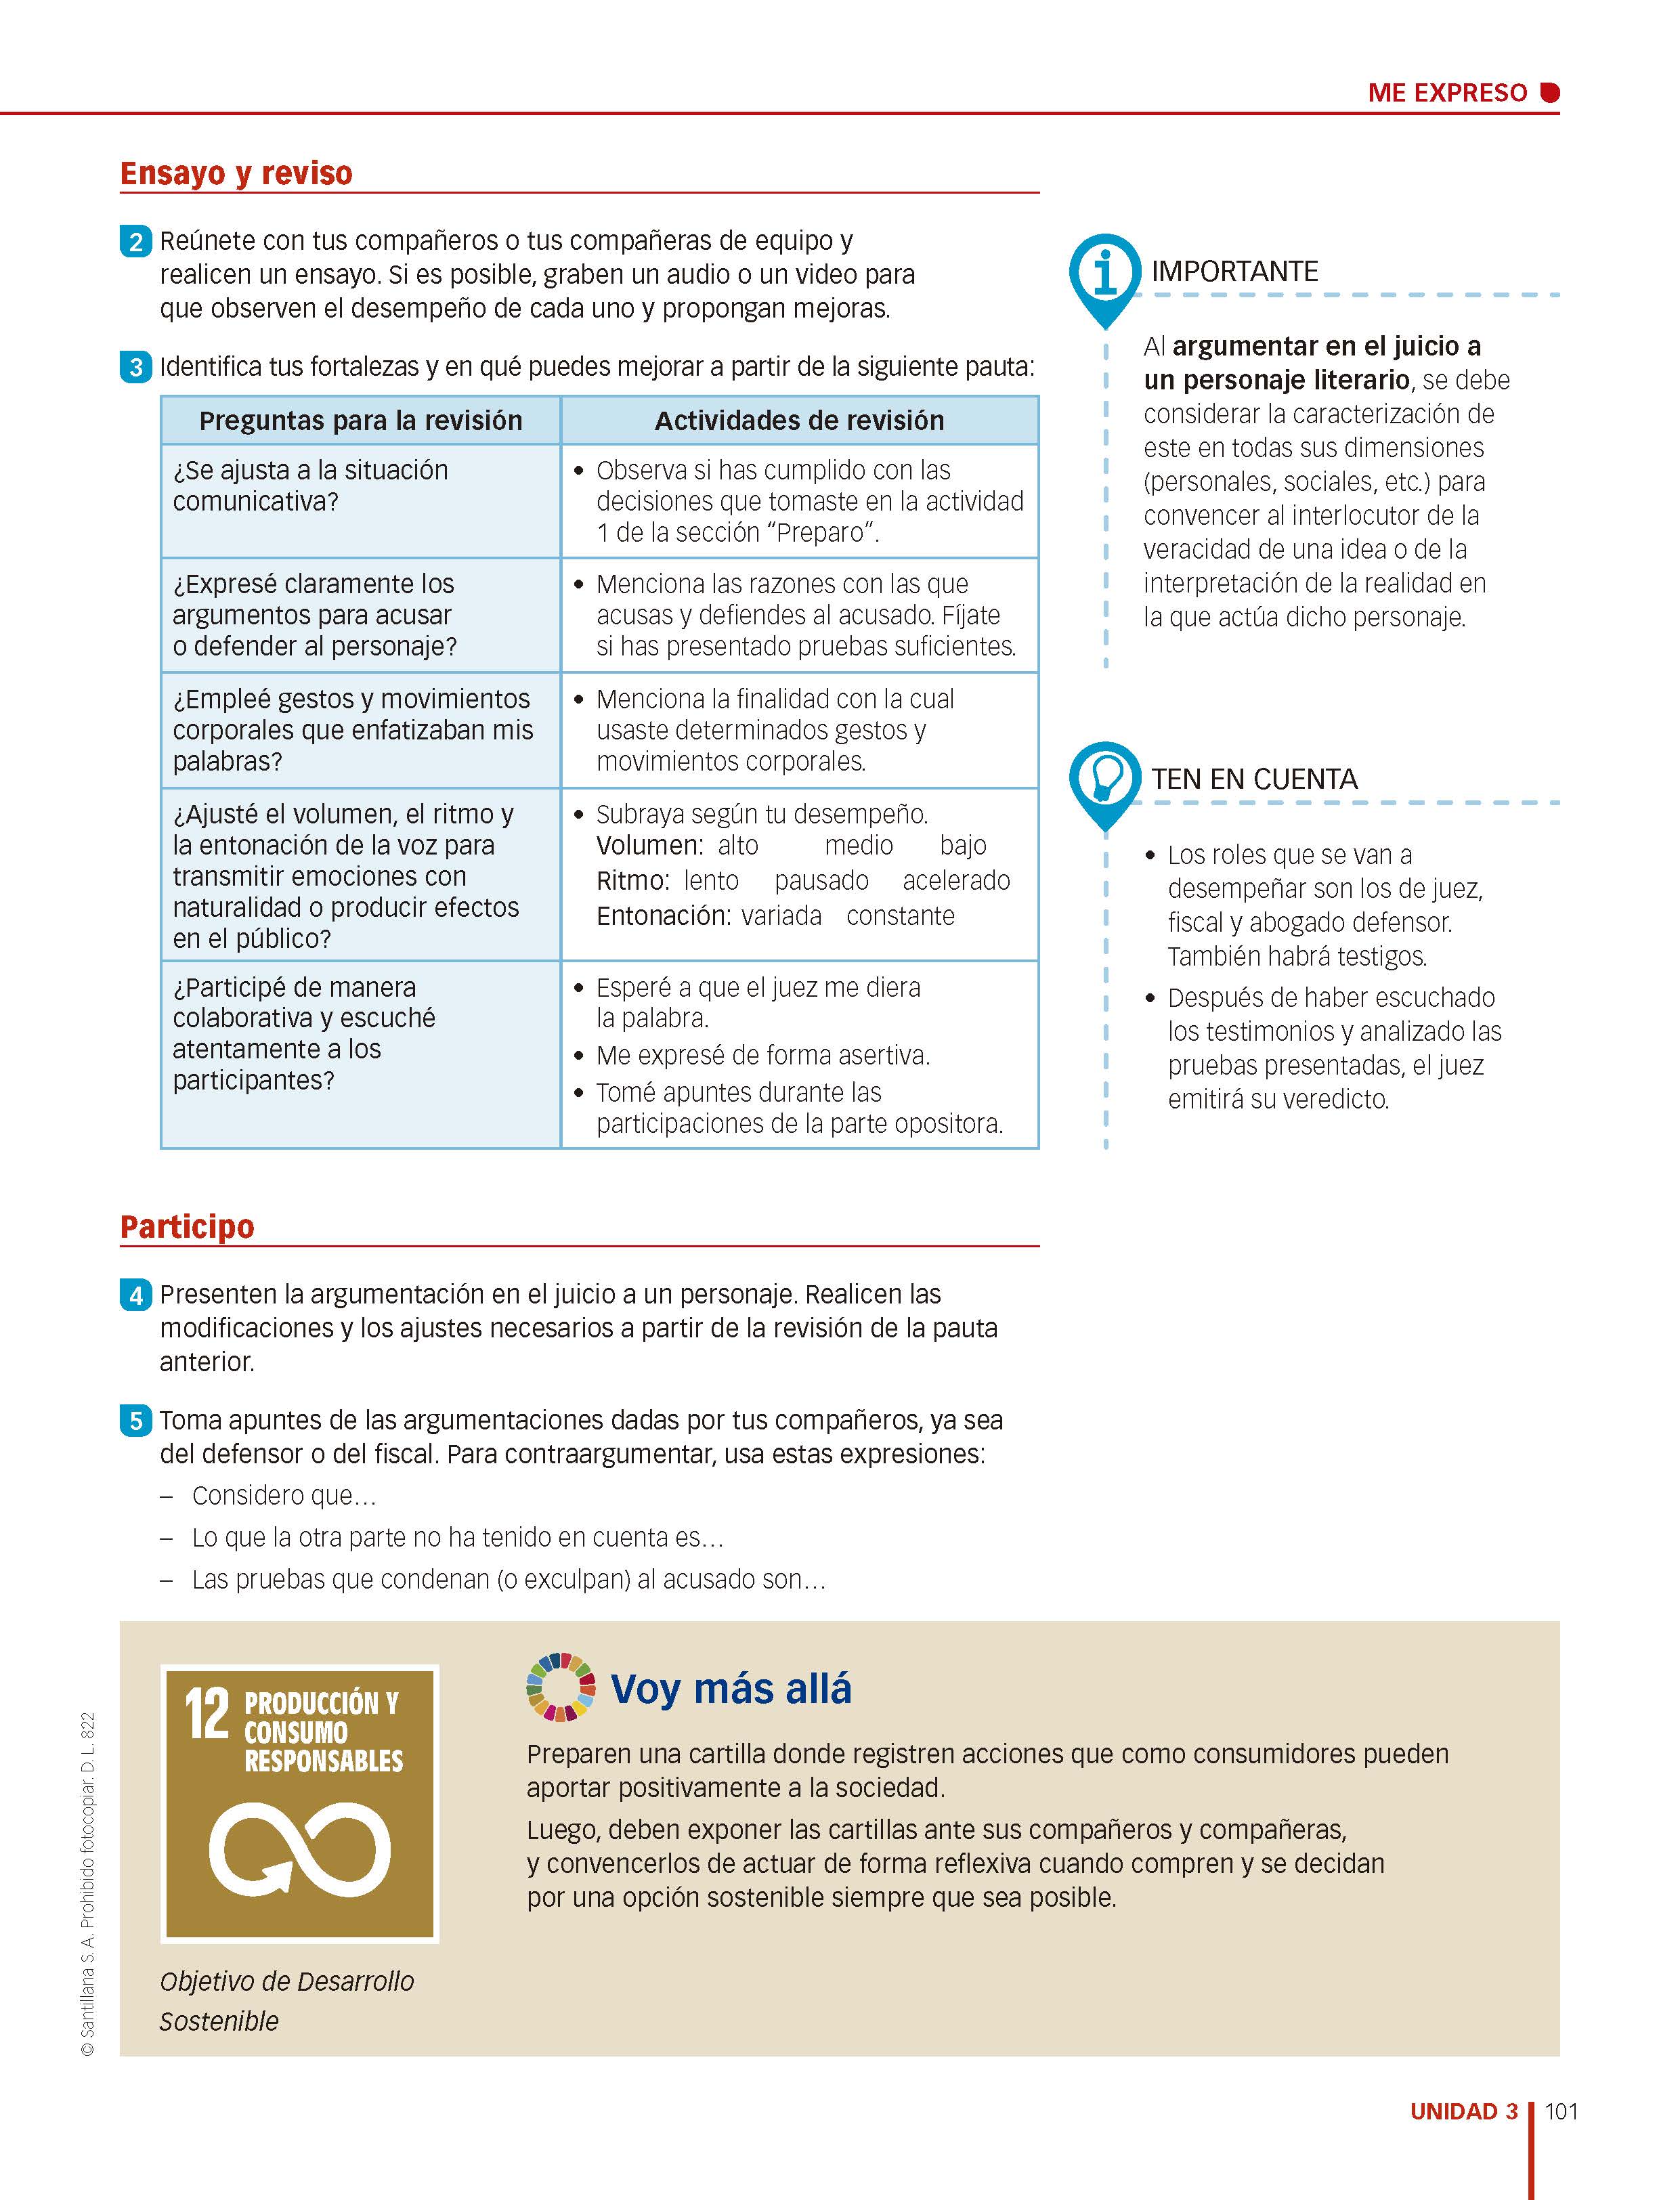 ME EXPRESO
Ensayo y reviso
2 Reúnete con tus compañeros o tus compañeras de equipo y
realicen un ensayo. Si es posible, graben un audio o un video para
que observen el desempeño de cada uno y propongan mejoras.
3 Identifica tus fortalezas y en qué puedes mejorar a partir de la siguiente pauta:
Preguntas para la revisión
Actividades de revisión
¿Se ajusta a la situación
comunicativa?
• Observa si has cumplido con las
decisiones que tomaste en la actividad
1 de la sección “Preparo”.
¿Expresé claramente los
argumentos para acusar
o defender al personaje?
• Menciona las razones con las que
acusas y defiendes al acusado. Fíjate
si has presentado pruebas suficientes.
¿Empleé gestos y movimientos
corporales que enfatizaban mis
palabras?
• Menciona la finalidad con la cual
usaste determinados gestos y
movimientos corporales.
¿Ajusté el volumen, el ritmo y
la entonación de la voz para
transmitir emociones con
naturalidad o producir efectos
en el público?
• Subraya según tu desempeño.
Volumen: alto medio bajo
Ritmo: lento pausado acelerado
Entonación: variada constante
¿Participé de manera
colaborativa y escuché
atentamente a los
participantes?
• Esperé a que el juez me diera
la palabra.
• Me expresé de forma asertiva.
• Tomé apuntes durante las
participaciones de la parte opositora.
IMPORTANTE
Al argumentar en el juicio a
un personaje literario, se debe
considerar la caracterización de
este en todas sus dimensiones
(personales, sociales, etc.) para
convencer al interlocutor de la
veracidad de una idea o de la
interpretación de la realidad en
la que actúa dicho personaje.
TEN EN CUENTA
• Los roles que se van a
desempeñar son los de juez,
fiscal y abogado defensor.
También habrá testigos.
• Después de haber escuchado
los testimonios y analizado las
pruebas presentadas, el juez
emitirá su veredicto.
Participo
4 Presenten la argumentación en el juicio a un personaje. Realicen las
modificaciones y los ajustes necesarios a partir de la revisión de la pauta
anterior.
5 Toma apuntes de las argumentaciones dadas por tus compañeros, ya sea
del defensor o del fiscal. Para contraargumentar, usa estas expresiones:
– Considero que…
– Lo que la otra parte no ha tenido en cuenta es…
– Las pruebas que condenan (o exculpan) al acusado son…
12 PRODUCCIÓN Y
CONSUMO
RESPONSABLES
Objetivo de Desarrollo
Sostenible
Voy más allá
Preparen una cartilla donde registren acciones que como consumidores pueden
aportar positivamente a la sociedad.
Luego, deben exponer las cartillas ante sus compañeros y compañeras,
y convencerlos de actuar de forma reflexiva cuando compren y se decidan
por una opción sostenible siempre que sea posible.
© Santillana S. A. Prohibido fotocopiar. D. L. 822
UNIDAD 3 101